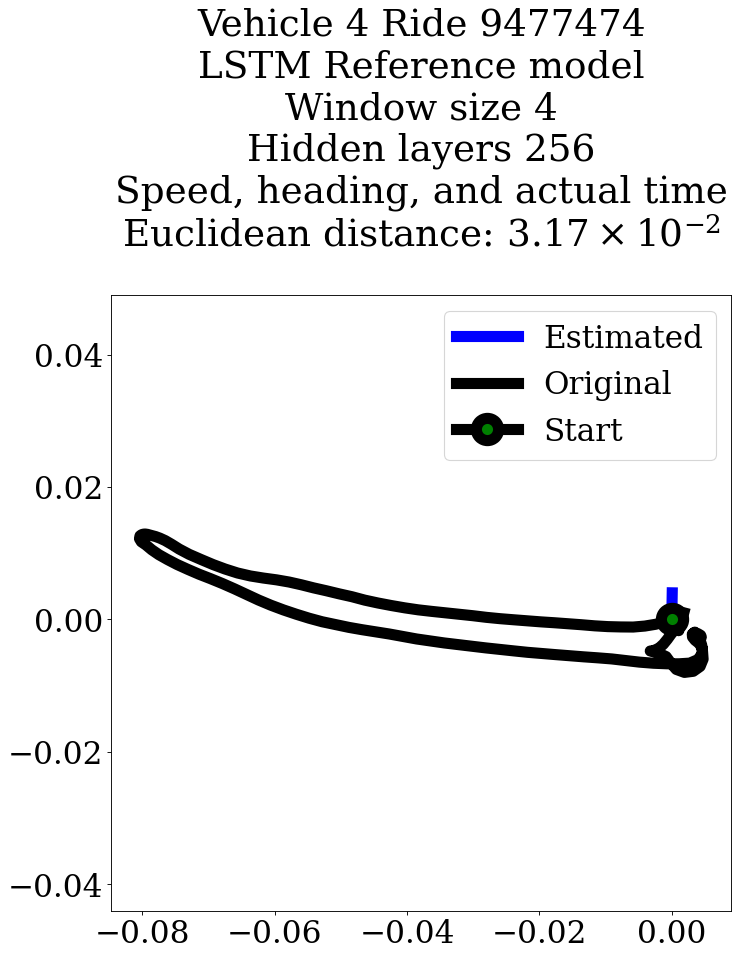 Vehicle 4 Ride 9477474
LSTM Reference model
Window size 4
Hidden layers 256
Speed, heading, and actual time
Euclidean distance: 3.17 × 10⁻²
Estimated
Original
Start
0.04
0.02
0.00
−0.02
−0.04
−0.08
−0.06
−0.04
−0.02
0.00